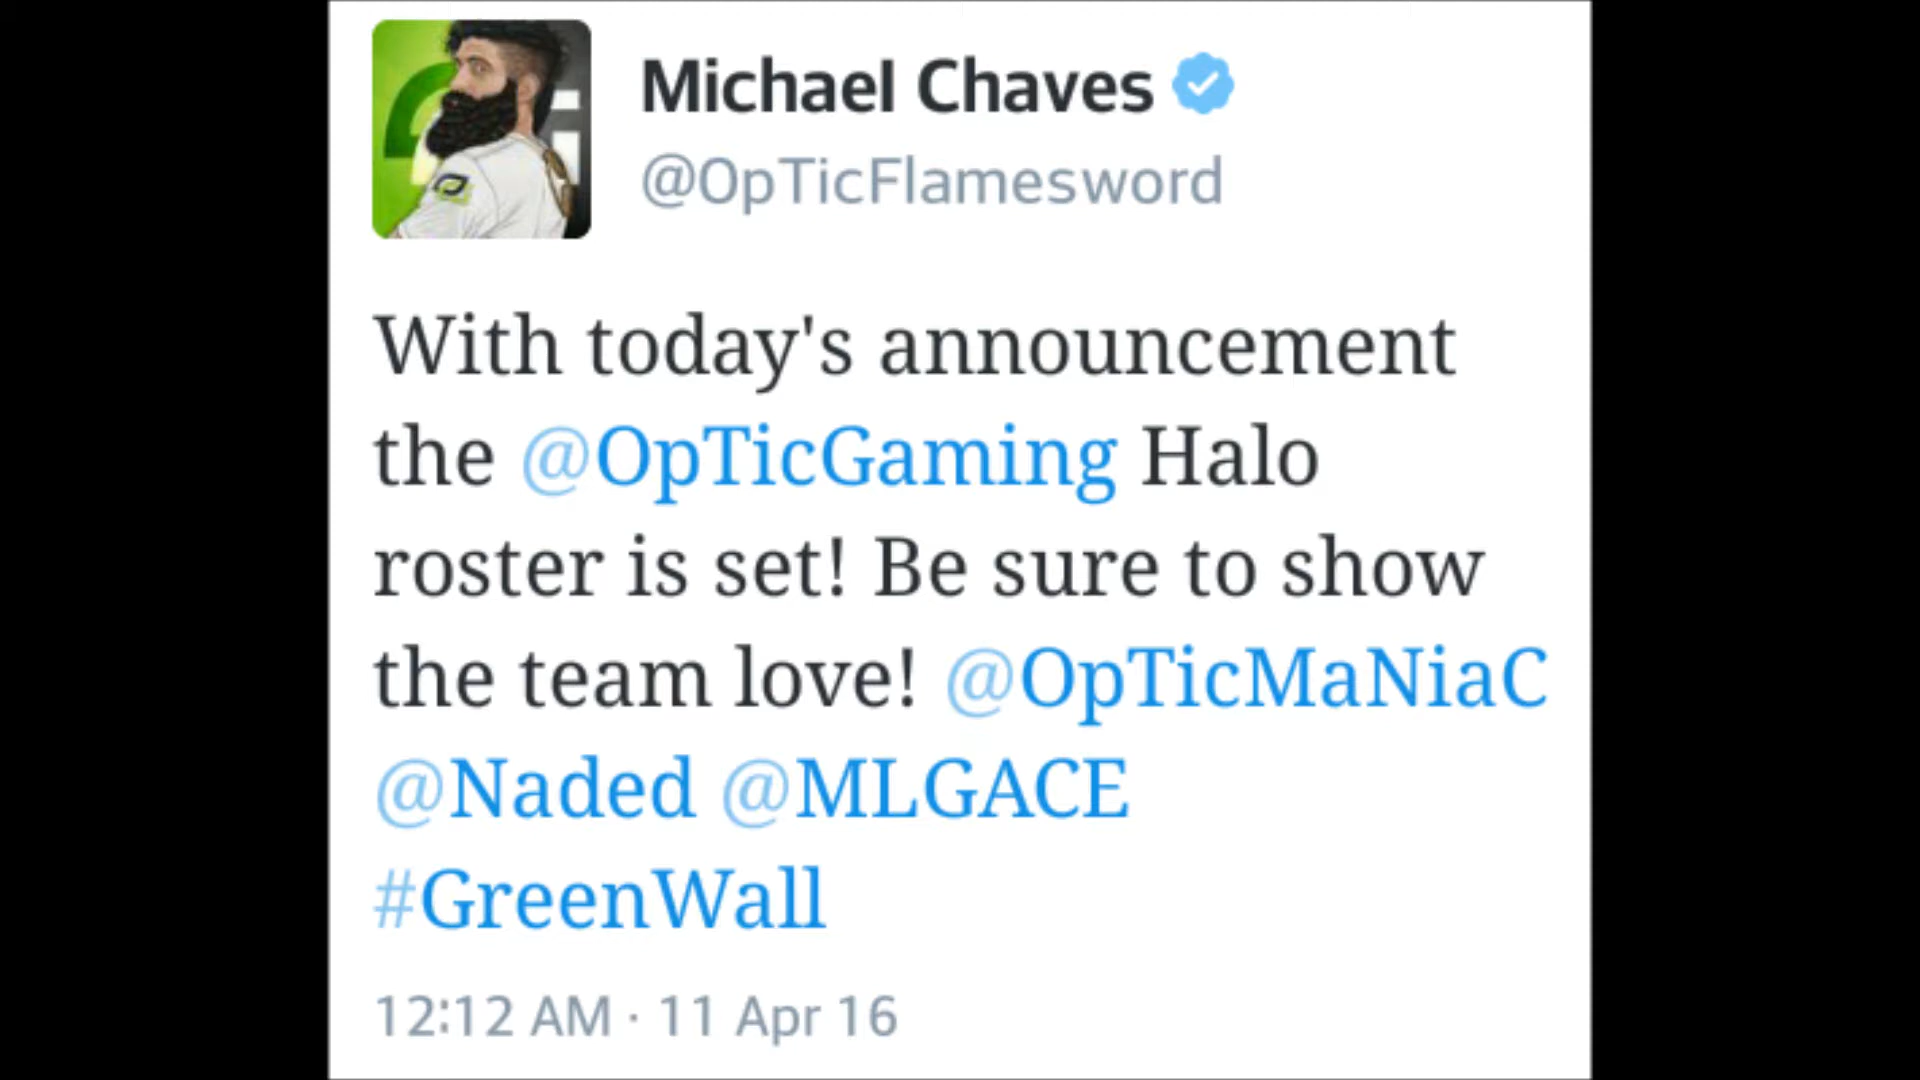 Michael Chaves
@OpTicFlamesword
With today's announcement
the @OpTicGaming Halo
roster is set! Be sure to show
the team love! @OpTicMaNiaC
@Naded @MLGACE
#GreenWall
12:12 AM · 11 Apr 16